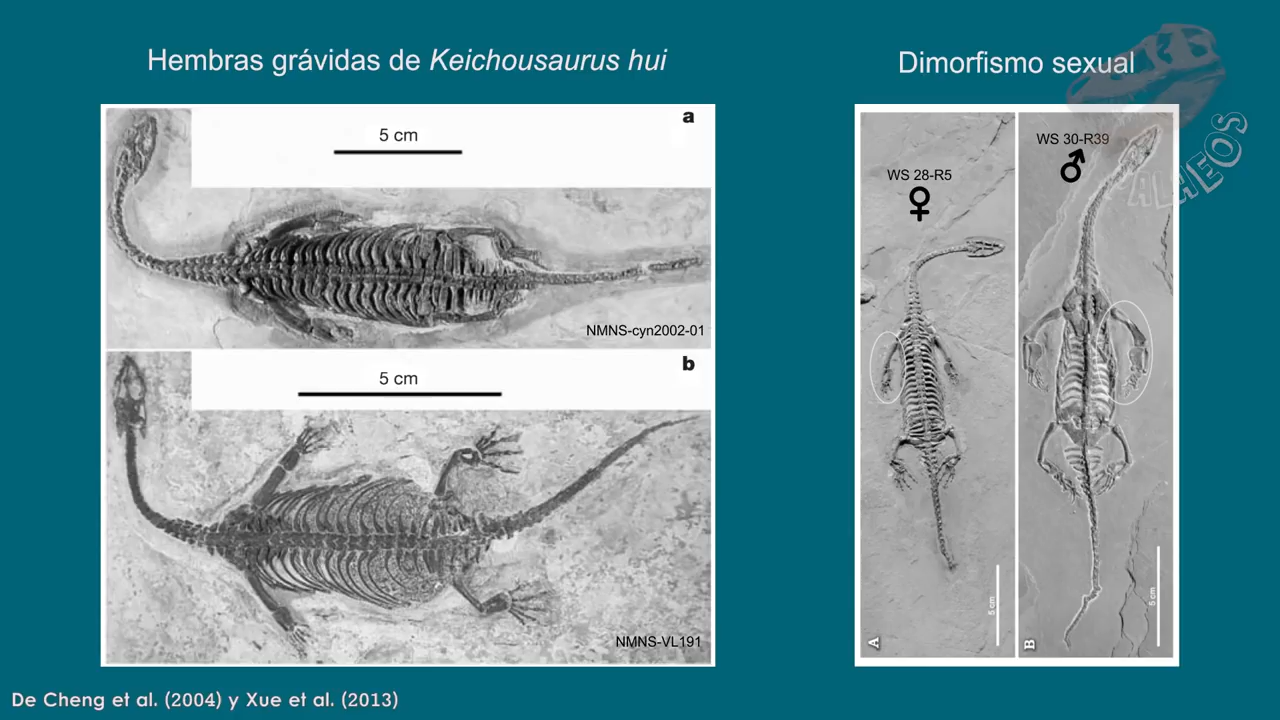 Hembras grávidas de Keichousaurus hui
a
5 cm
NMNS-cyn2002-01
b
5 cm
NMNS-VL191
Dimorfismo sexual
WS 28-R5
♀
A
5 cm
WS 30-R39
♂
B
5 cm
De Cheng et al. (2004) y Xue et al. (2013)